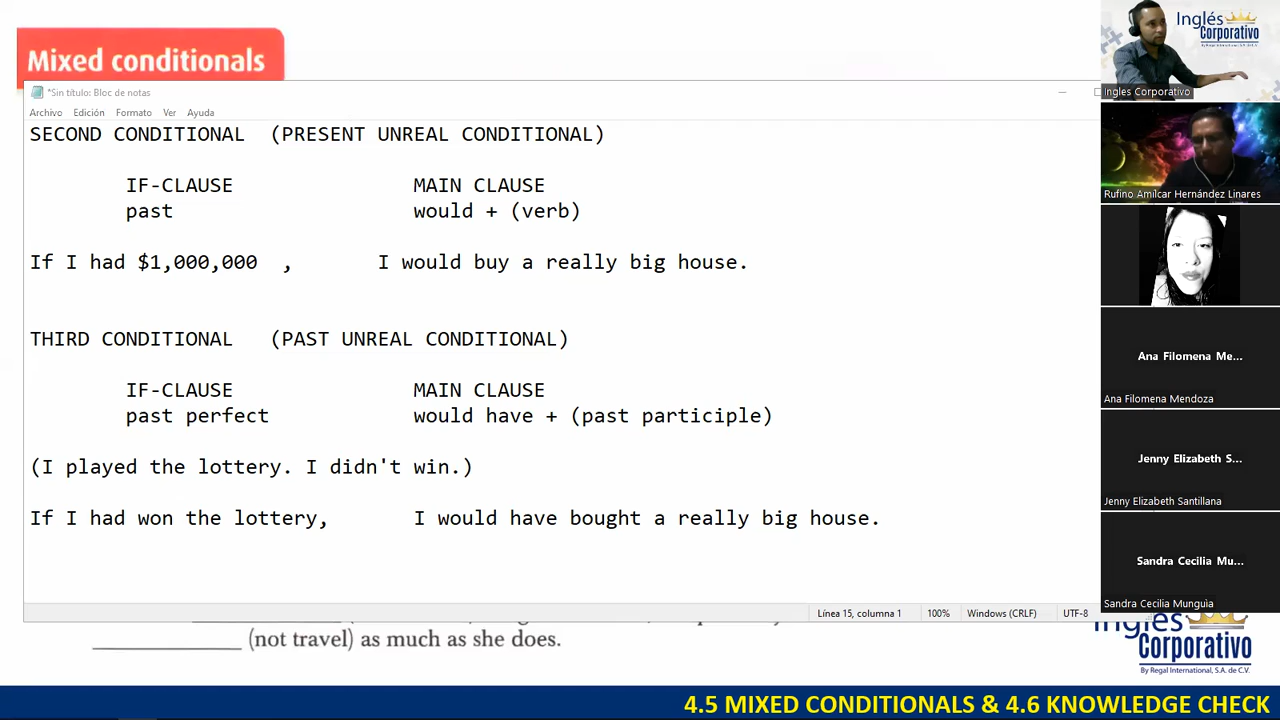 Mixed conditionals
*Sin título: Bloc de notas
Archivo Edición Formato Ver Ayuda
SECOND CONDITIONAL (PRESENT UNREAL CONDITIONAL)
IF-CLAUSE MAIN CLAUSE
past would + (verb)
If I had $1,000,000 , I would buy a really big house.
THIRD CONDITIONAL (PAST UNREAL CONDITIONAL)
IF-CLAUSE MAIN CLAUSE
past perfect would have + (past participle)
(I played the lottery. I didn't win.)
If I had won the lottery, I would have bought a really big house.
Línea 15, columna 1 100% Windows (CRLF) UTF-8
(not travel) as much as she does.
Inglés
Corporativo
By Regal International, S.A. de C.V.
Ingles Corporativo
Rufino Amílcar Hernández Linares
Ana Filomena Me...
Ana Filomena Mendoza
Jenny Elizabeth S...
Jenny Elizabeth Santillana
Sandra Cecilia Mu...
Sandra Cecilia Munguìa
Inglés
Corporativo
By Regal International, S.A. de C.V.
4.5 MIXED CONDITIONALS & 4.6 KNOWLEDGE CHECK